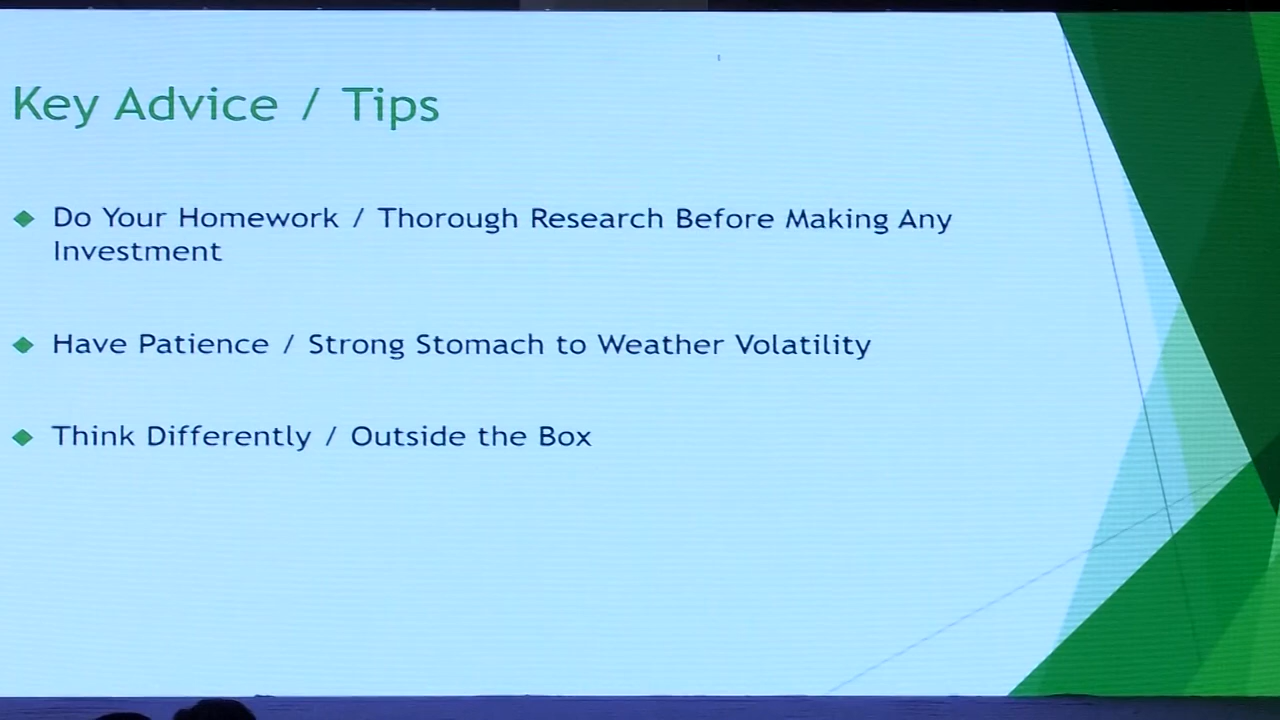 Key Advice / Tips
Do Your Homework / Thorough Research Before Making Any
Investment
Have Patience / Strong Stomach to Weather Volatility
Think Differently / Outside the Box